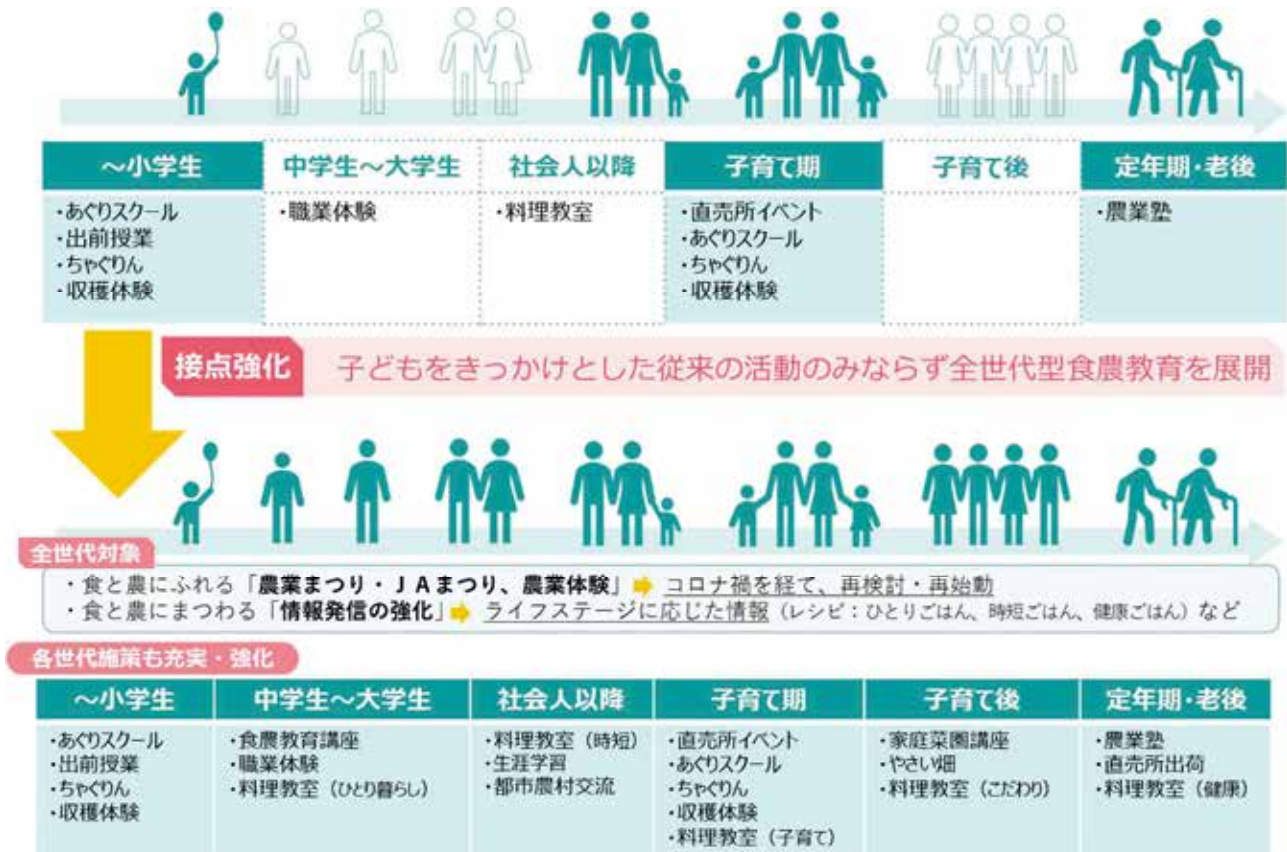 ～小学生
・あぐりスクール
・出前授業
・ちゃぐりん
・収穫体験
中学生～大学生
・職業体験
社会人以降
・料理教室
子育て期
・直売所イベント
・あぐりスクール
・ちゃぐりん
・収穫体験
子育て後
定年期・老後
・農業塾
接点強化
子どもをきっかけとした従来の活動のみならず全世代型食農教育を展開
全世代対象
・食と農にふれる「農業まつり・ＪＡまつり、農業体験」➡ コロナ禍を経て、再検討・再始動
・食と農にまつわる「情報発信の強化」➡ ライフステージに応じた情報（レシピ：ひとりごはん、時短ごはん、健康ごはん）など
各世代施策も充実・強化
～小学生
・あぐりスクール
・出前授業
・ちゃぐりん
・収穫体験
中学生～大学生
・食農教育講座
・職業体験
・料理教室（ひとり暮らし）
社会人以降
・料理教室（時短）
・生涯学習
・都市農村交流
子育て期
・直売所イベント
・あぐりスクール
・ちゃぐりん
・収穫体験
・料理教室（子育て）
子育て後
・家庭菜園講座
・やさい畑
・料理教室（こだわり）
定年期・老後
・農業塾
・直売所出荷
・料理教室（健康）